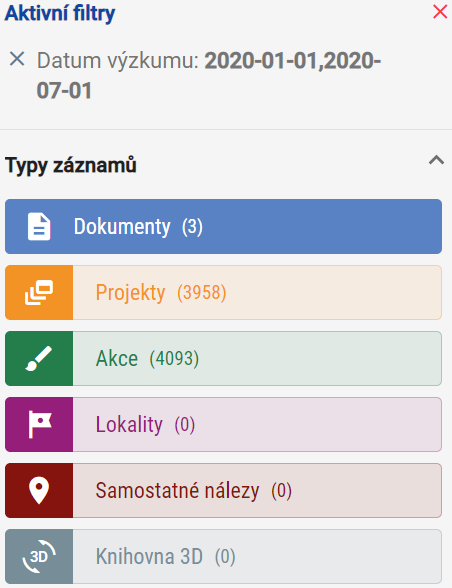 Aktivní filtry
Datum výzkumu: 2020-01-01,2020-
07-01
Typy záznamů
Dokumenty (3)
Projekty (3958)
Akce (4093)
Lokality (0)
Samostatné nálezy (0)
3D Knihovna 3D (0)